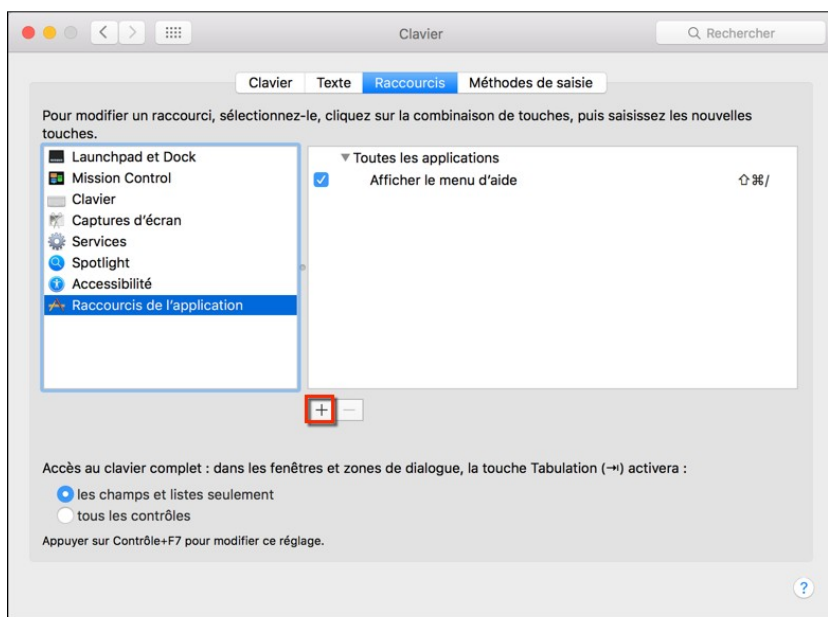 Clavier
Rechercher
Clavier Texte Raccourcis Méthodes de saisie
Pour modifier un raccourci, sélectionnez-le, cliquez sur la combinaison de touches, puis saisissez les nouvelles
touches.
Launchpad et Dock
Mission Control
Clavier
Captures d’écran
Services
Spotlight
Accessibilité
Raccourcis de l’application
Toutes les applications
Afficher le menu d’aide ⇧⌘/
+ −
Accès au clavier complet : dans les fenêtres et zones de dialogue, la touche Tabulation (⇥) activera :
les champs et listes seulement
tous les contrôles
Appuyer sur Contrôle+F7 pour modifier ce réglage.
?